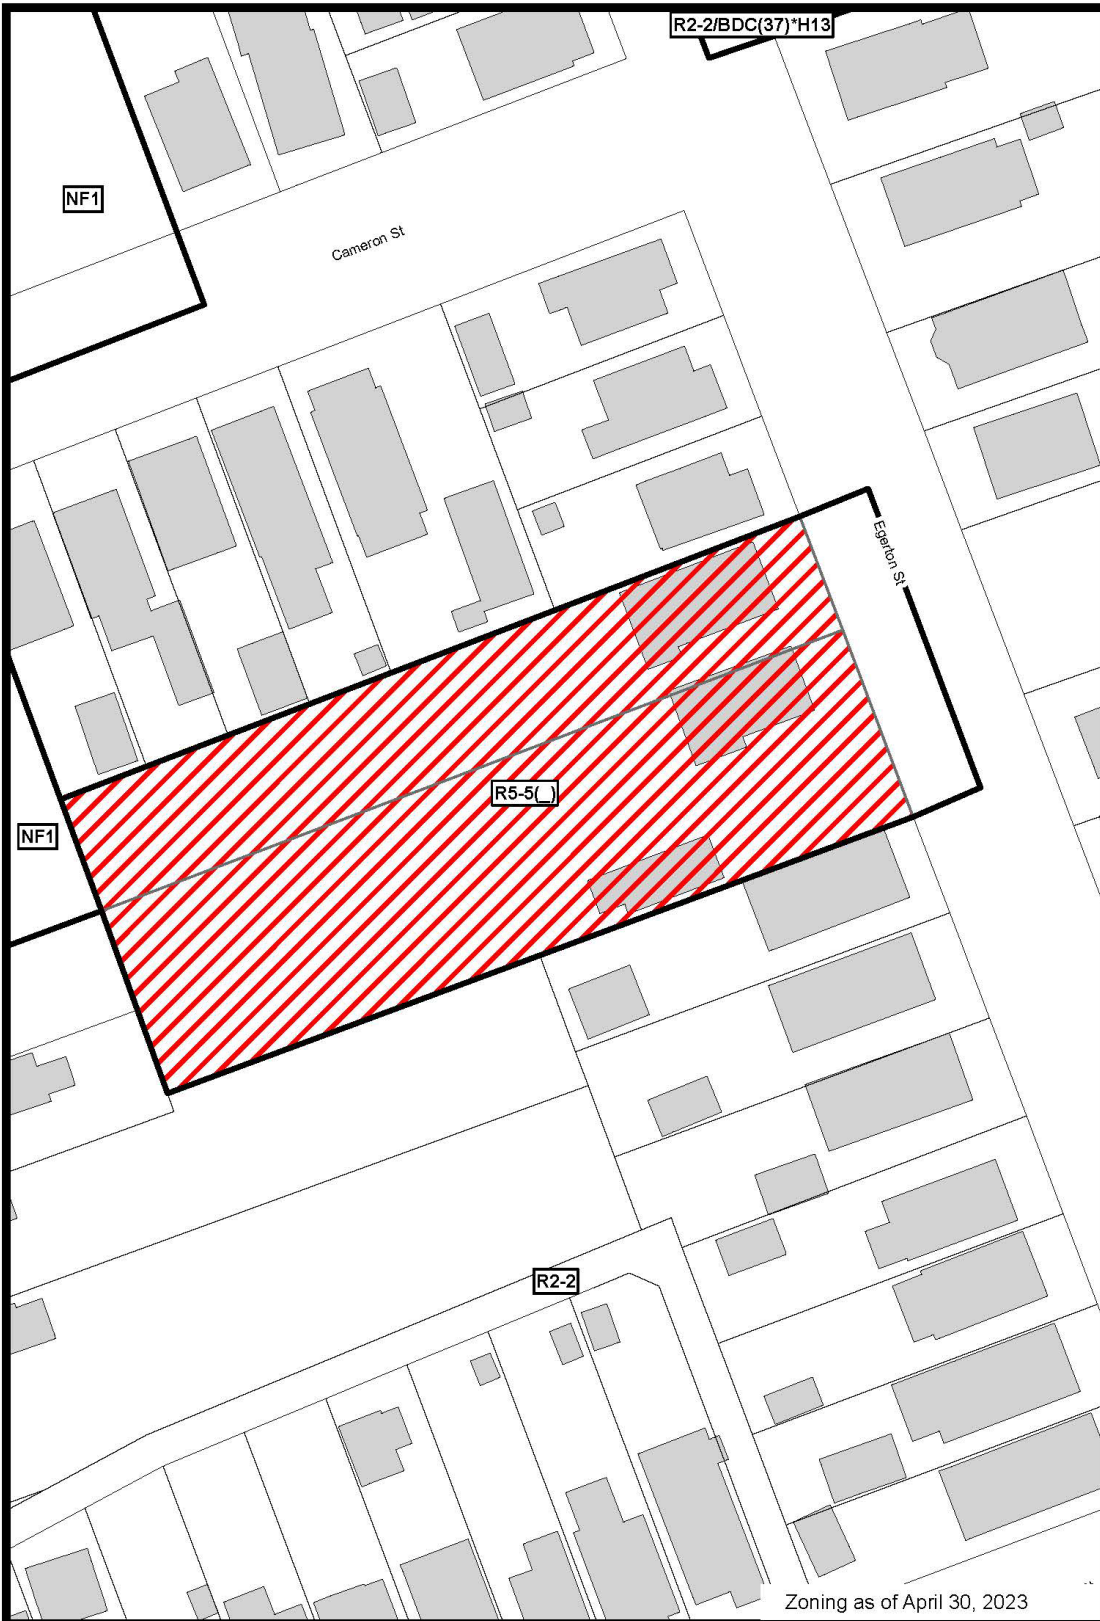 R2-2/BDC(37)*H13
NF1
Cameron St
Egerton St
R5-5(_)
NF1
R2-2
Zoning as of April 30, 2023